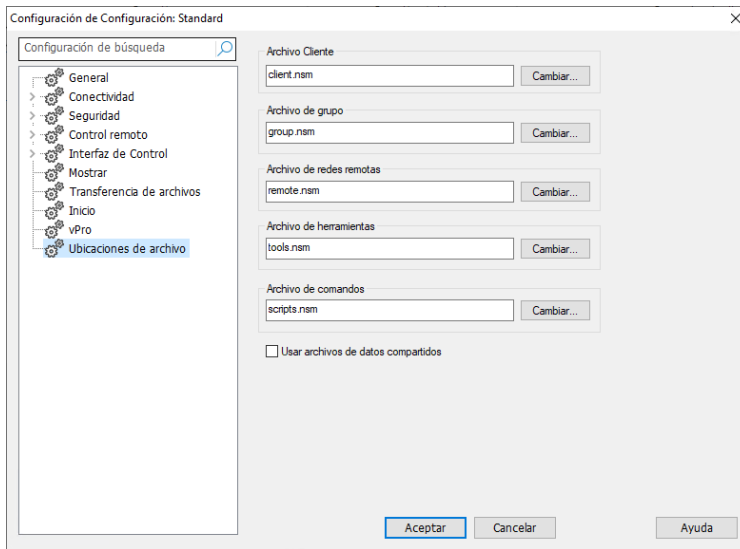 Configuración de Configuración: Standard
Configuración de búsqueda
General
Conectividad
Seguridad
Control remoto
Interfaz de Control
Mostrar
Transferencia de archivos
Inicio
vPro
Ubicaciones de archivo
Archivo Cliente
client.nsm
Cambiar...
Archivo de grupo
group.nsm
Cambiar...
Archivo de redes remotas
remote.nsm
Cambiar...
Archivo de herramientas
tools.nsm
Cambiar...
Archivo de comandos
scripts.nsm
Cambiar...
Usar archivos de datos compartidos
Aceptar
Cancelar
Ayuda